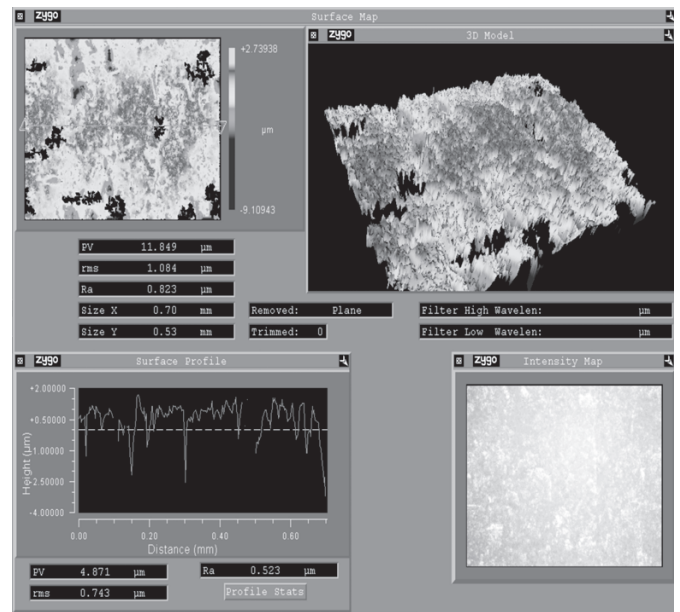 zygo Surface Map
zygo 3D Model
+2.73938
µm
-9.10943
PV 11.849 µm
rms 1.084 µm
Ra 0.823 µm
Size X 0.70 mm
Size Y 0.53 mm
Removed: Plane
Trimmed: 0
Filter High Wavelen: µm
Filter Low Wavelen: µm
zygo Surface Profile
+2.00000
+0.50000
-1.00000
-2.50000
-4.00000
Height (µm)
0.00 0.20 0.40 0.60
Distance (mm)
PV 4.871 µm
rms 0.743 µm
Ra 0.523 µm
Profile Stats
zygo Intensity Map